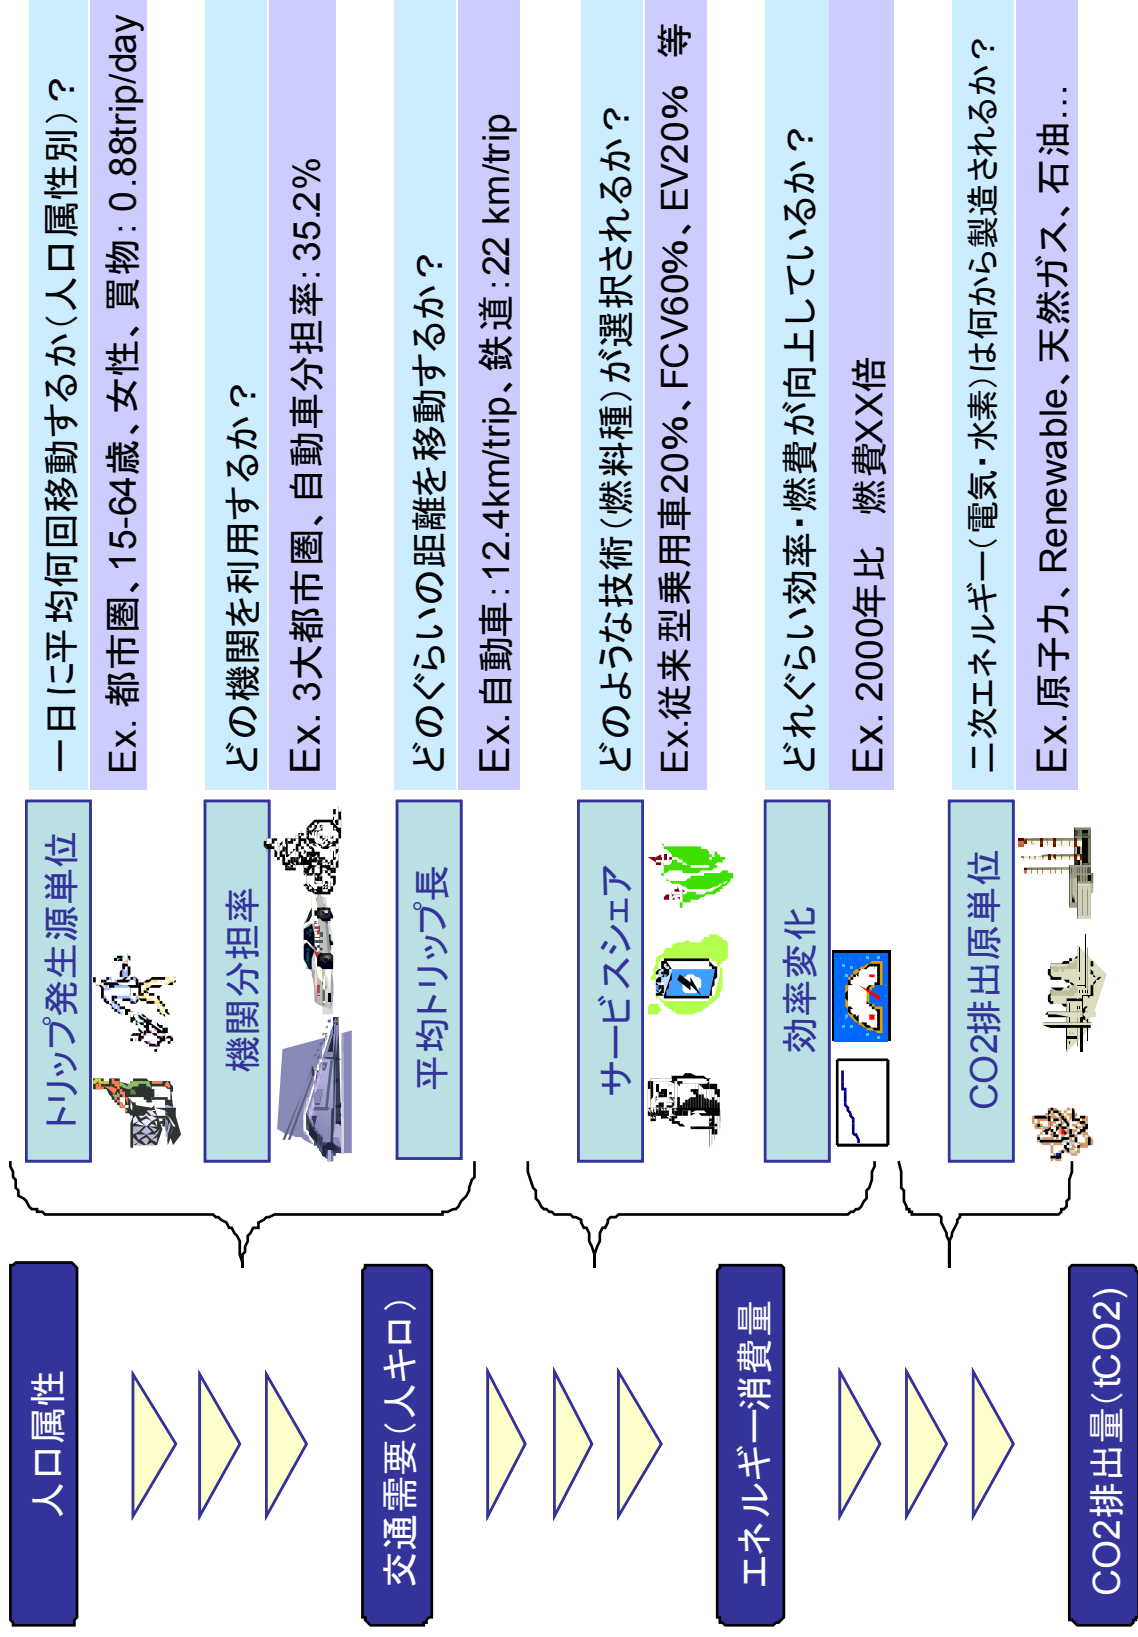 人口属性
トリップ発生源単位
一日に平均何回移動するか(人口属性別)?
Ex. 都市圏、15-64歳、女性、買物: 0.88trip/day
機関分担率
どの機関を利用するか?
Ex. 3大都市圏、自動車分担率: 35.2%
平均トリップ長
どのぐらいの距離を移動するか?
Ex.自動車: 12.4km/trip、鉄道:22 km/trip
交通需要(人キロ)
サービスシェア
どのような技術(燃料種)が選択されるか?
Ex.従来型乗用車20%、FCV60%、EV20% 等
効率変化
どれぐらい効率・燃費が向上しているか?
Ex. 2000年比 燃費XX倍
エネルギー消費量
CO2排出原単位
二次エネルギー(電気・水素)は何から製造されるか?
Ex.原子力、Renewable、天然ガス、石油…
CO2排出量(tCO2)